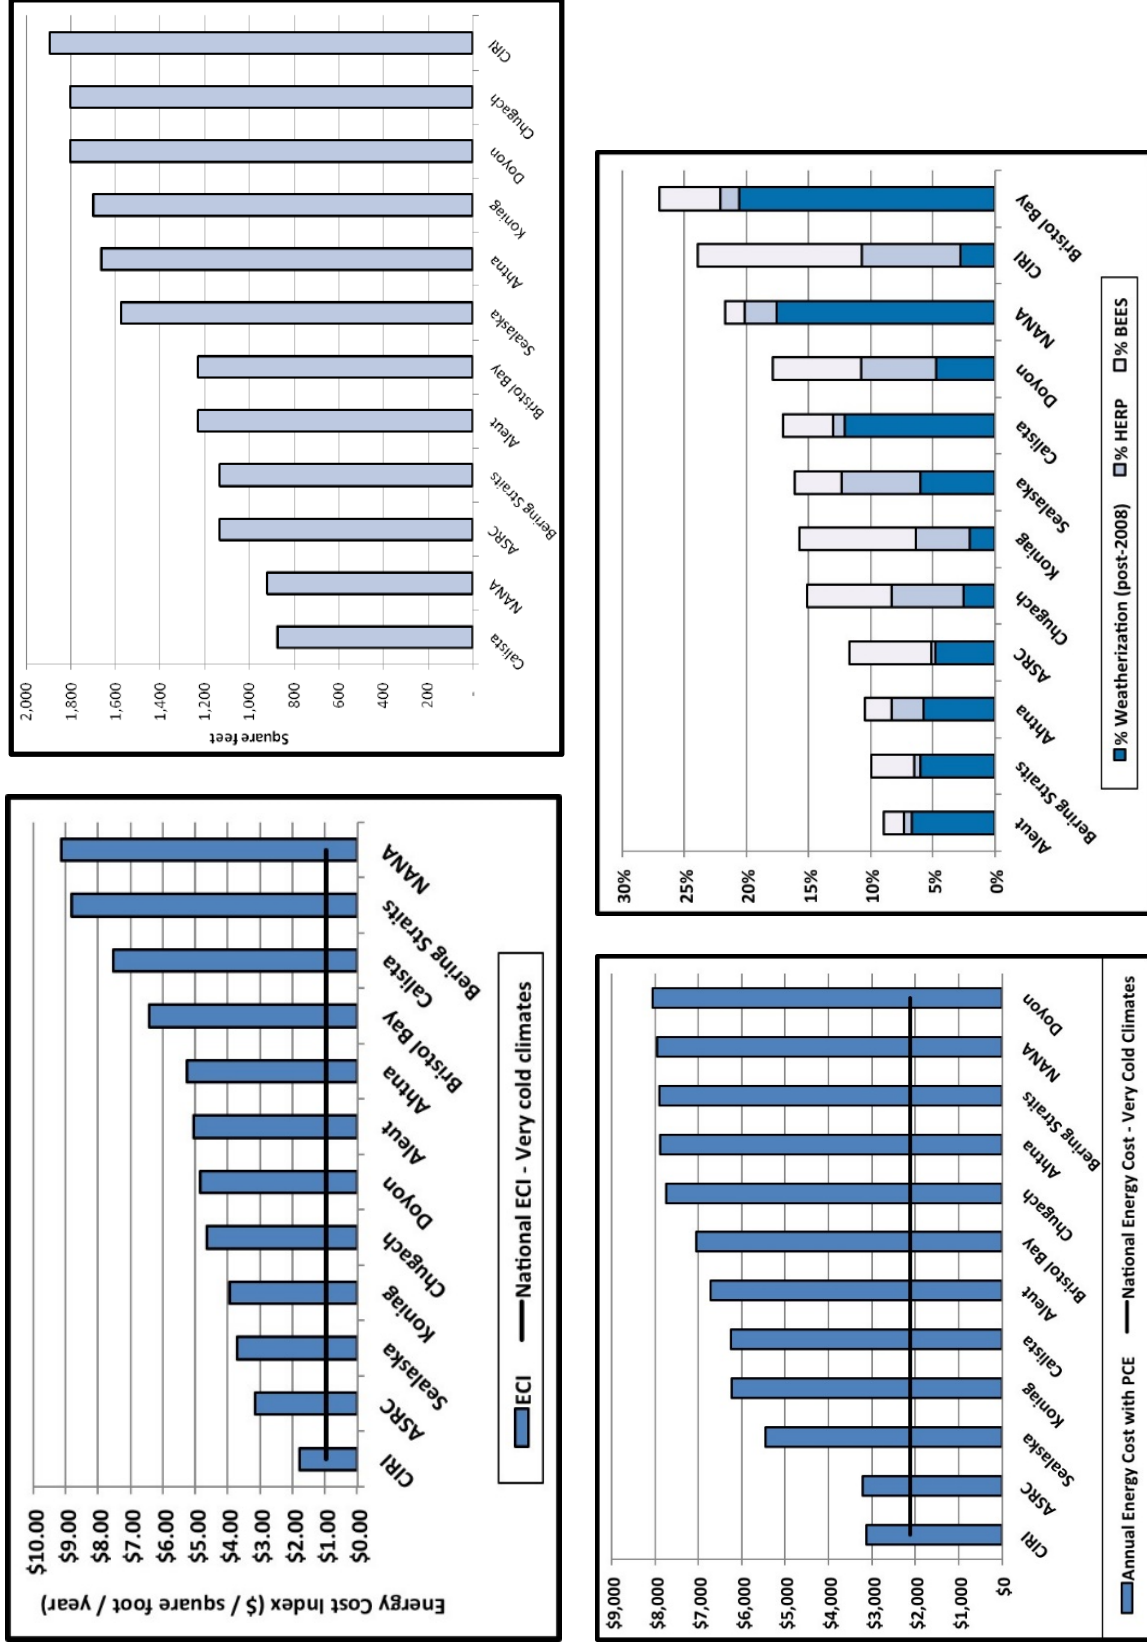 $10.00
$9.00
$8.00
$7.00
$6.00
$5.00
$4.00
$3.00
$2.00
$1.00
$0.00
Energy Cost Index ($ / square foot / year)
CIRI
ASRC
Sealaska
Koniag
Chugach
Doyon
Aleut
Ahtna
Bristol Bay
Calista
Bering Straits
NANA
ECI
National ECI - Very cold climates
2,000
1,800
1,600
1,400
1,200
1,000
800
600
400
200
-
Square feet
Calista
NANA
ASRC
Bering Straits
Aleut
Bristol Bay
Sealaska
Ahtna
Koniag
Doyon
Chugach
CIRI
$9,000
$8,000
$7,000
$6,000
$5,000
$4,000
$3,000
$2,000
$1,000
$-
CIRI
ASRC
Sealaska
Koniag
Calista
Aleut
Bristol Bay
Chugach
Ahtna
Bering Straits
NANA
Doyon
Annual Energy Cost with PCE
National Energy Cost - Very Cold Climates
30%
25%
20%
15%
10%
5%
0%
Aleut
Bering Straits
Ahtna
ASRC
Chugach
Koniag
Sealaska
Calista
Doyon
NANA
CIRI
Bristol Bay
% Weatherization (post-2008)
% HERP
% BEES